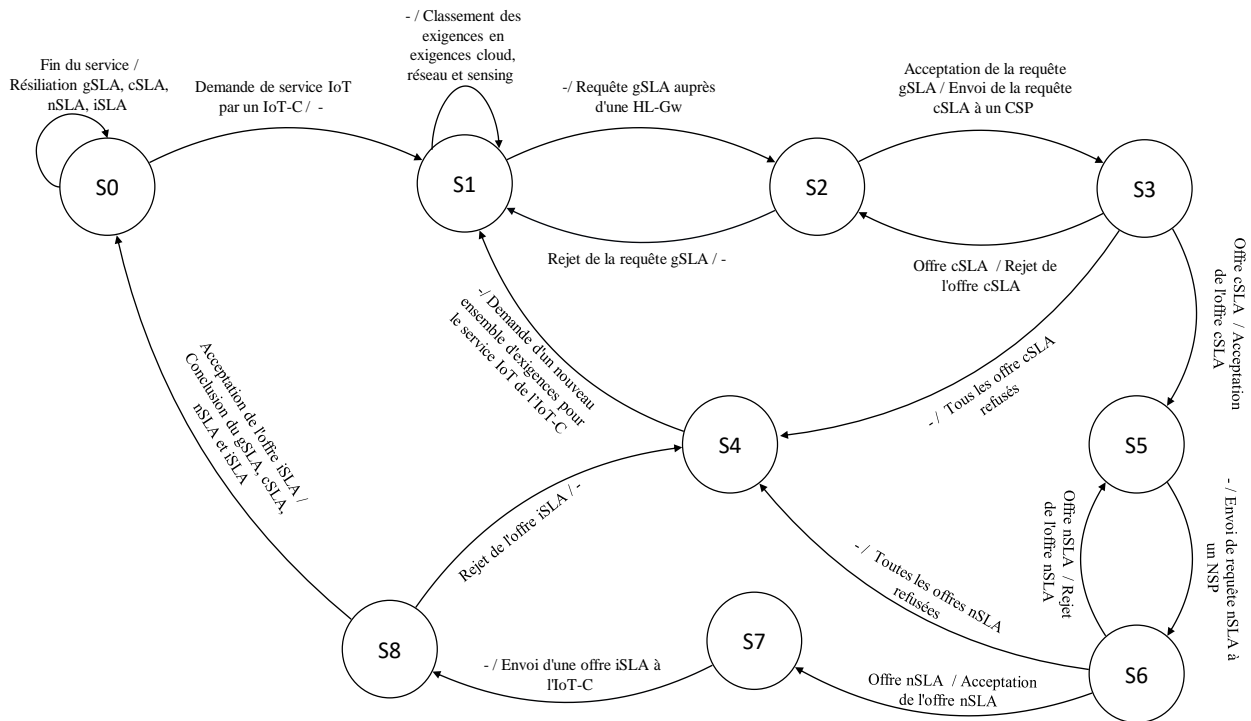 - / Classement des
exigences en
exigences cloud,
réseau et sensing
Fin du service /
Résiliation gSLA, cSLA,
nSLA, iSLA
Demande de service IoT
par un IoT-C / -
-/ Requête gSLA auprès
d'une HL-Gw
Acceptation de la requête
gSLA / Envoi de la requête
cSLA à un CSP
S0
S1
S2
S3
Rejet de la requête gSLA / -
Offre cSLA / Rejet de
l'offre cSLA
Offre cSLA / Acceptation
de l'offre cSLA
-/ Demande d'un nouveau
ensemble d'exigences pour
le service IoT de l'IoT-C
- / Tous les offre cSLA
refusés
Acceptation de l'offre iSLA /
Conclusion du gSLA, cSLA,
nSLA et iSLA
S4
S5
Rejet de l'offre iSLA / -
Offre nSLA / Rejet
de l'offre nSLA
- / Envoi de requête nSLA à
un NSP
- / Toutes les offres nSLA
refusées
S8
S7
S6
- / Envoi d'une offre iSLA à
l'IoT-C
Offre nSLA / Acceptation
de l'offre nSLA